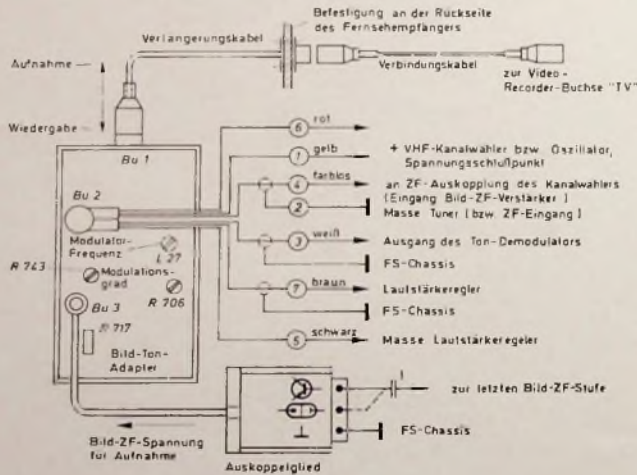 Befestigung an der Rückseite
des Fernsehempfängers
Verlängerungskabel
Aufnahme
Verbindungskabel
zur Video-
Recorder-Buchse "TV"
Wiedergabe
Bu 1
6 rot
1 gelb
+ VHF-Kanalwähler bzw. Oszillator,
Spannungsschlußpunkt
Bu 2
4 farblos
an ZF-Auskopplung des Kanalwählers
(Eingang Bild-ZF-Verstärker)
2
Masse Tuner (bzw. ZF-Eingang)
Modulator-
Frequenz
L 27
3 weiß
Ausgang des Ton-Demodulators
FS-Chassis
R 743
Modulations-
grad
R 706
7 braun
Lautstärkeregler
Bu 3
FS-Chassis
R 717
5 schwarz
Masse Lautstärkeregeler
Bild-Ton-
Adapter
zur letzten Bild-ZF-Stufe
Bild-ZF-Spannung
für Aufnahme
FS-Chassis
Auskoppelglied